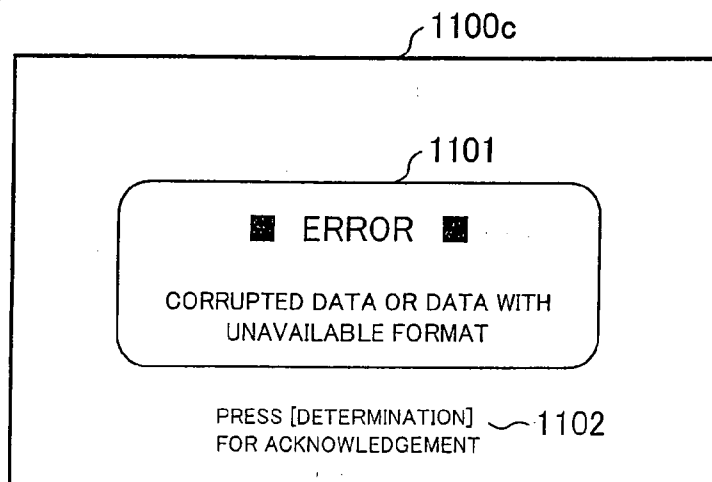 1100c
1101
■ ERROR ■
CORRUPTED DATA OR DATA WITH
UNAVAILABLE FORMAT
PRESS [DETERMINATION]
FOR ACKNOWLEDGEMENT
1102